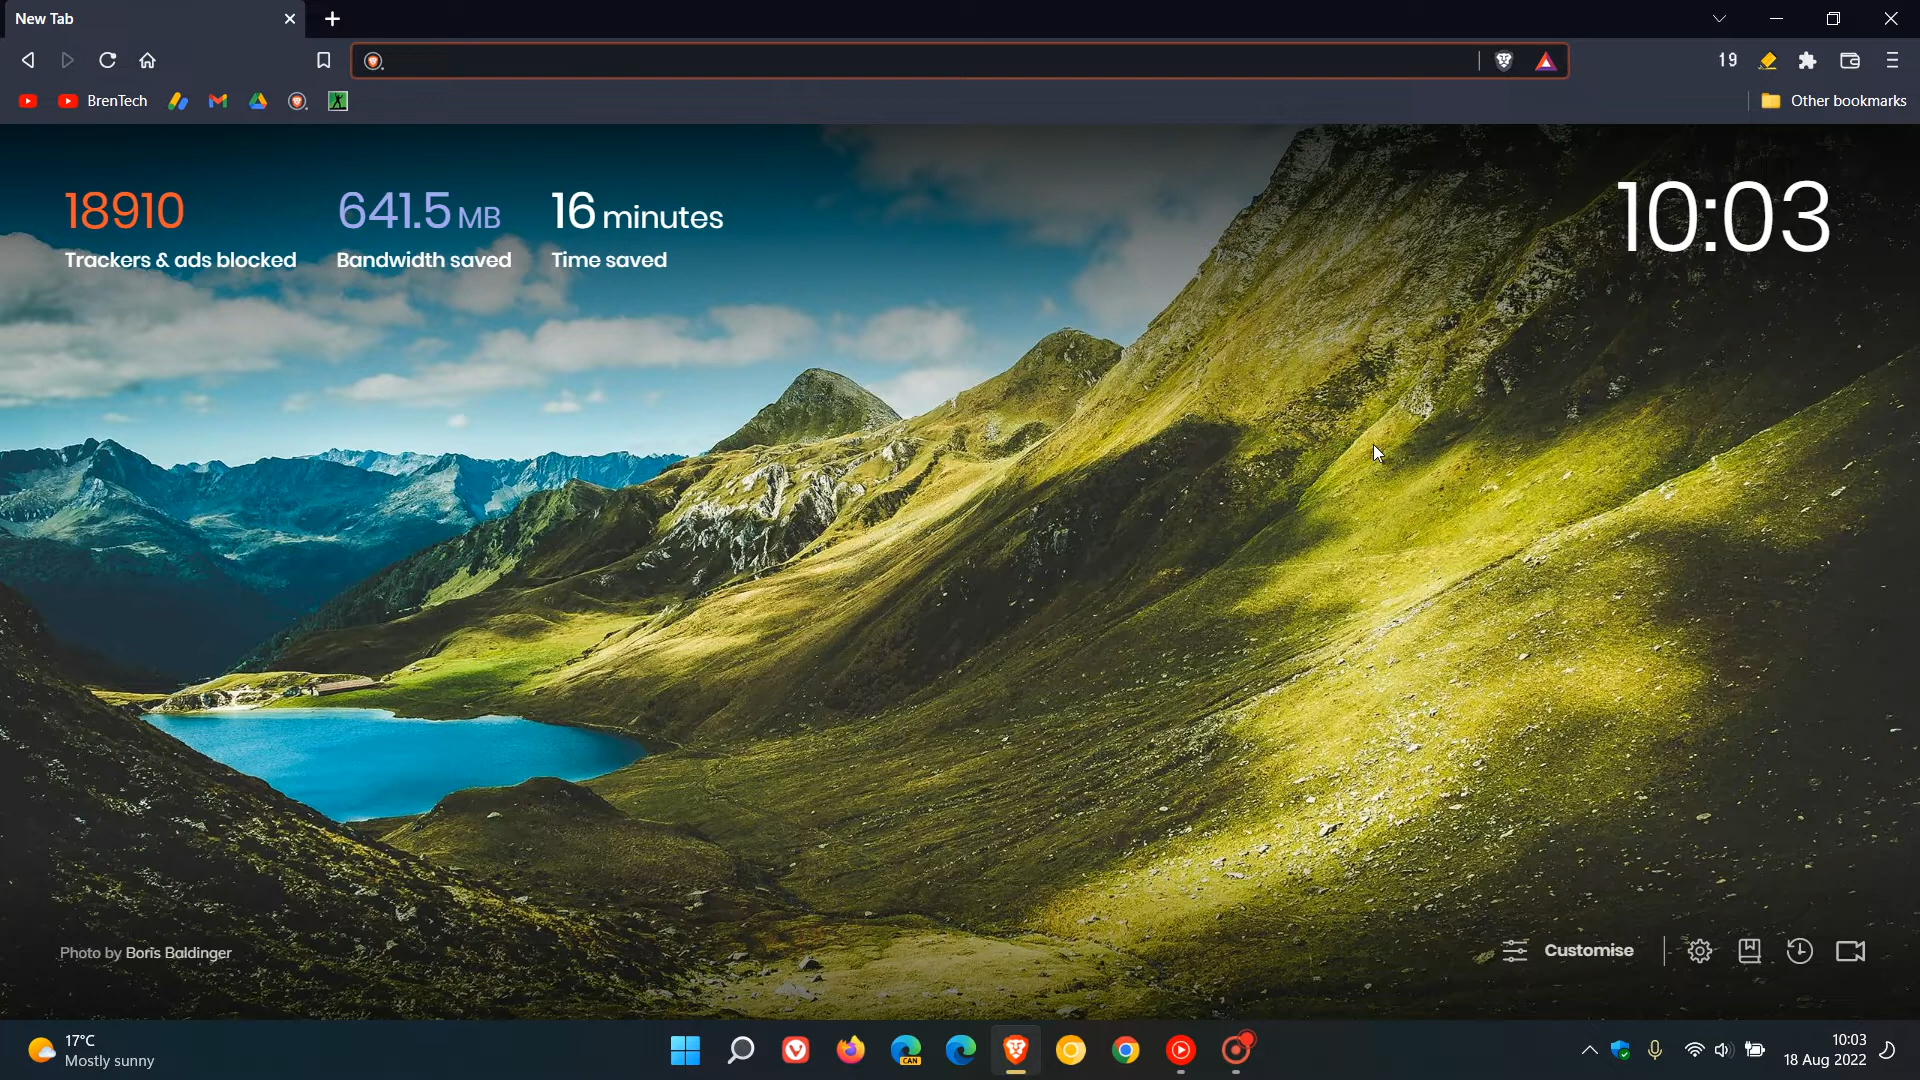 New Tab
19
BrenTech
Other bookmarks
18910
Trackers & ads blocked
641.5 MB
Bandwidth saved
16 minutes
Time saved
10:03
Photo by Boris Baldinger
Customise
17°C
Mostly sunny
CAN
10:03
18 Aug 2022